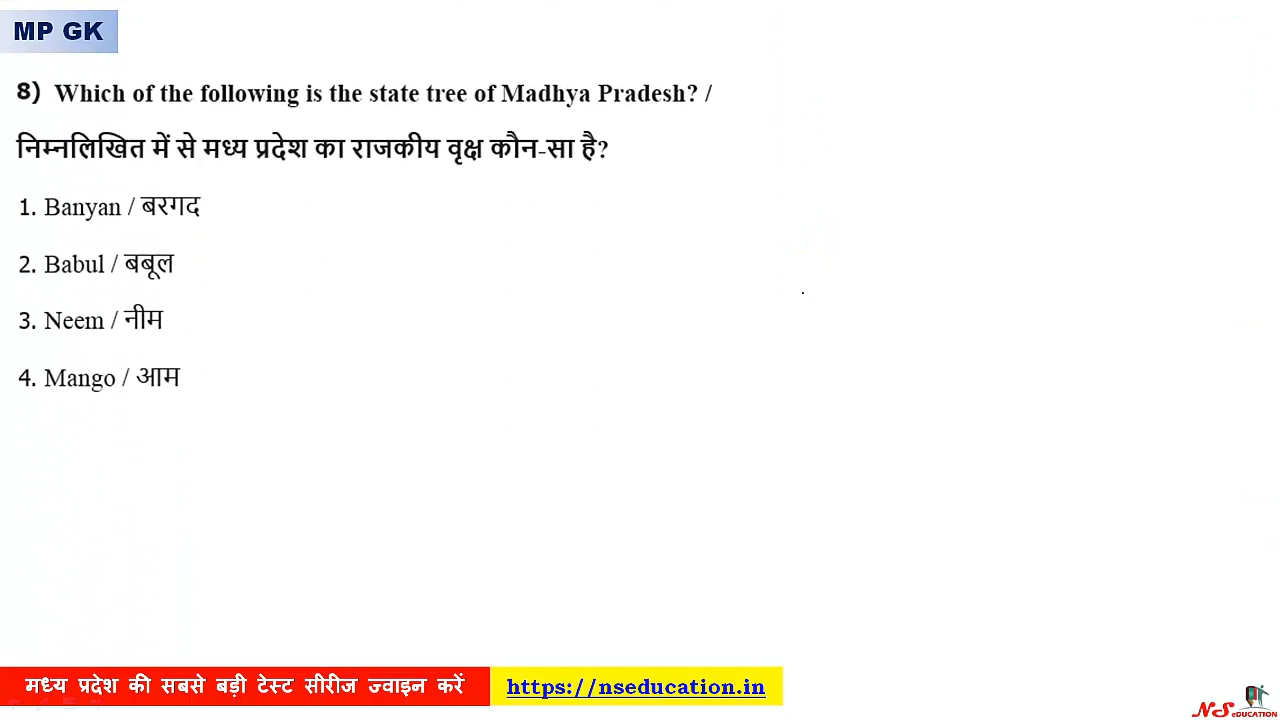 MP GK
8) Which of the following is the state tree of Madhya Pradesh? /
निम्नलिखित में से मध्य प्रदेश का राजकीय वृक्ष कौन-सा है?
1. Banyan / बरगद
2. Babul / बबूल
3. Neem / नीम
4. Mango / आम
मध्य प्रदेश की सबसे बड़ी टेस्ट सीरीज ज्वाइन करें https://nseducation.in
NS eDUCATION